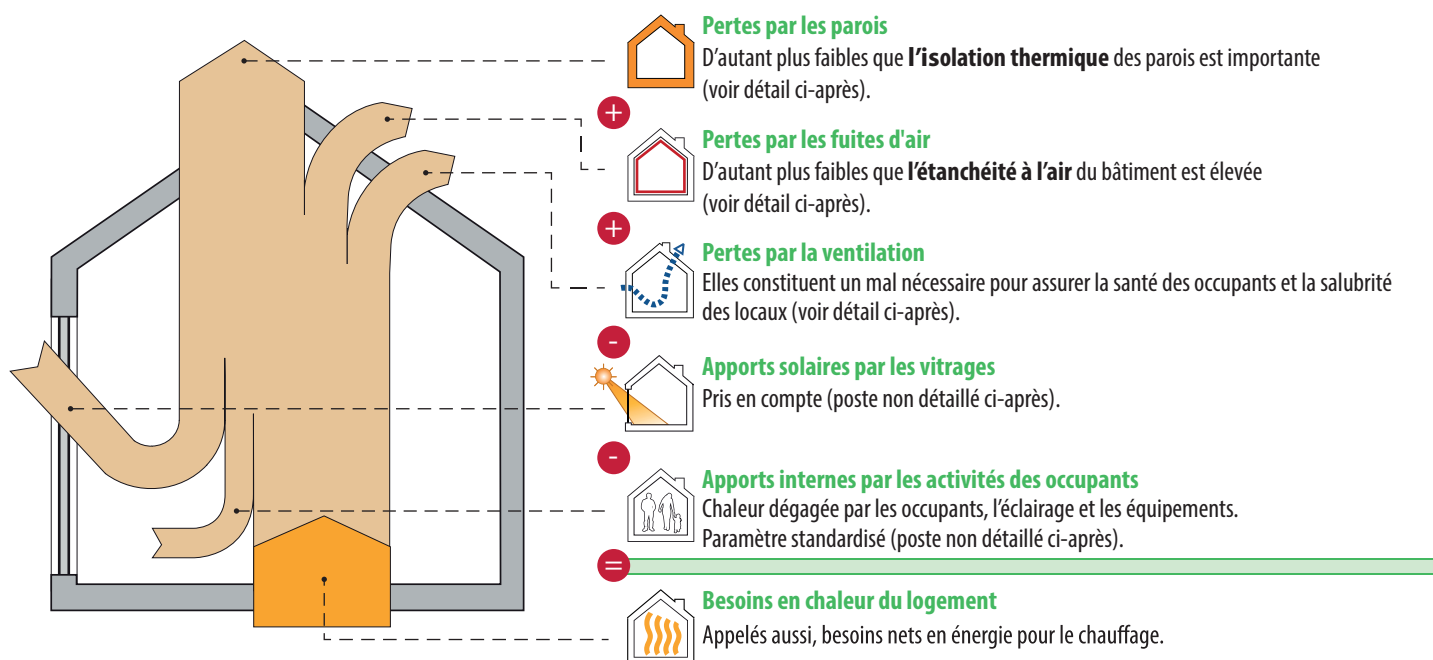 Pertes par les parois
D'autant plus faibles que l'isolation thermique des parois est importante
(voir détail ci-après).
+
Pertes par les fuites d'air
D'autant plus faibles que l'étanchéité à l'air du bâtiment est élevée
(voir détail ci-après).
+
Pertes par la ventilation
Elles constituent un mal nécessaire pour assurer la santé des occupants et la salubrité
des locaux (voir détail ci-après).
-
Apports solaires par les vitrages
Pris en compte (poste non détaillé ci-après).
-
Apports internes par les activités des occupants
Chaleur dégagée par les occupants, l'éclairage et les équipements.
Paramètre standardisé (poste non détaillé ci-après).
=
Besoins en chaleur du logement
Appelés aussi, besoins nets en énergie pour le chauffage.